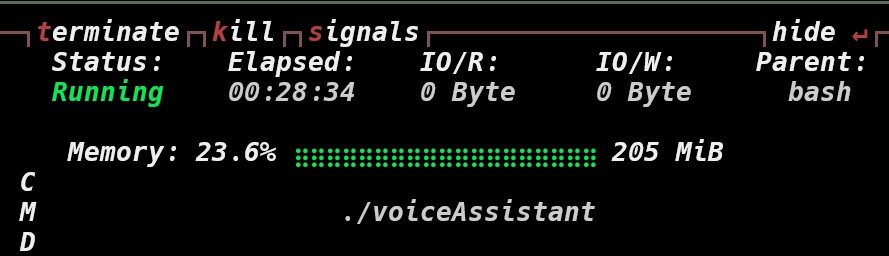 terminate kill signals hide ↵
Status: Elapsed: IO/R: IO/W: Parent:
Running 00:28:34 0 Byte 0 Byte bash
Memory: 23.6% 205 MiB
C
M ./voiceAssistant
D